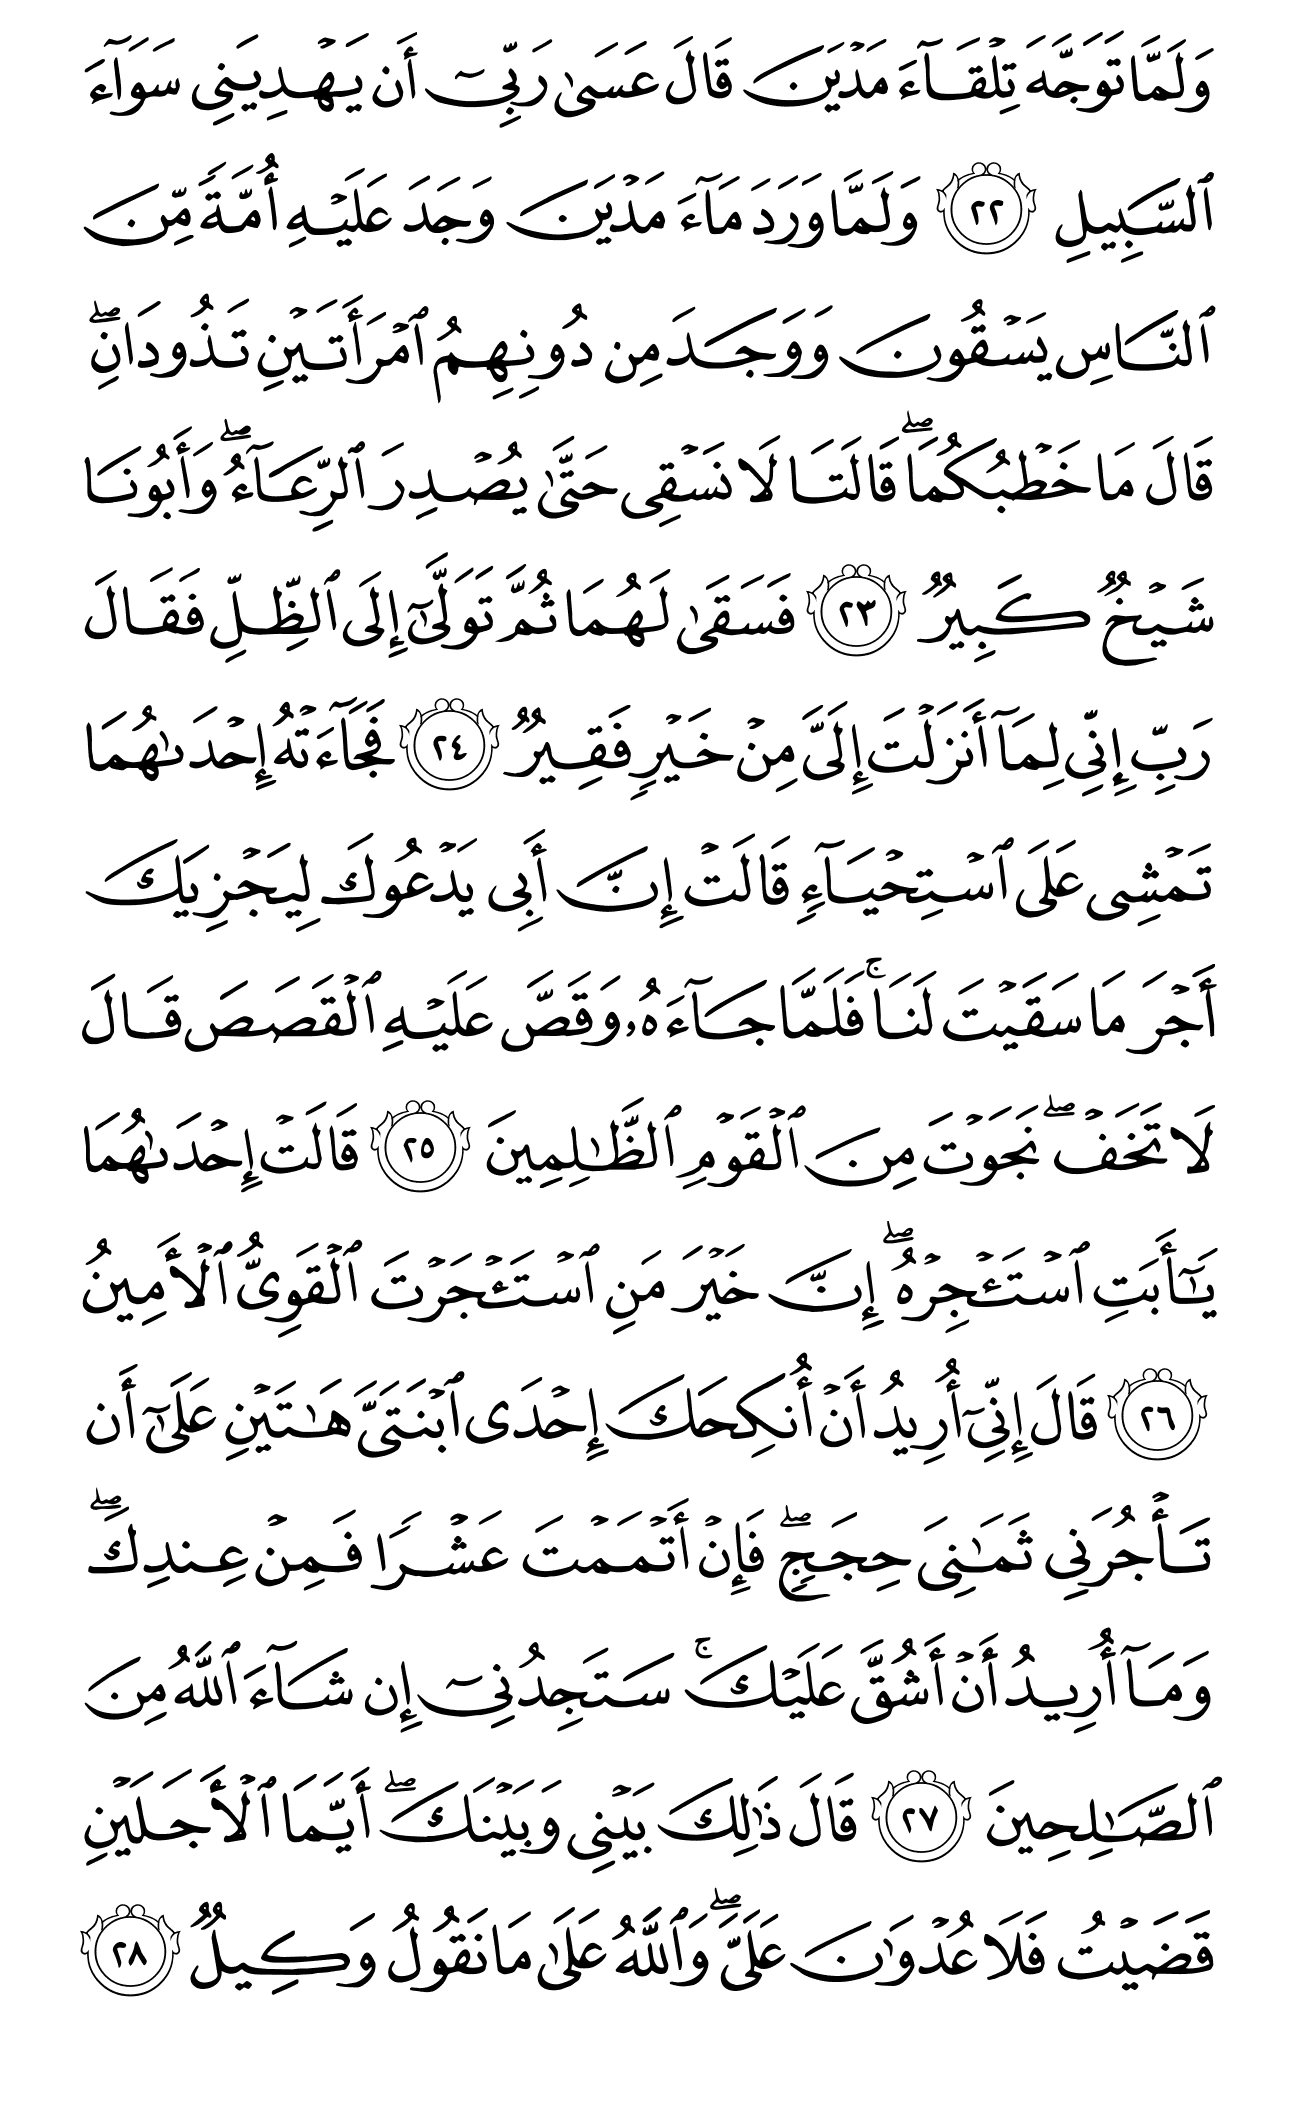 وَلَمَّا تَوَجَّهَ تِلْقَآءَ مَدْيَنَ قَالَ عَسَىٰ رَبِّىٓ أَن يَهْدِيَنِى سَوَآءَ
ٱلسَّبِيلِ ٢٢ وَلَمَّا وَرَدَ مَآءَ مَدْيَنَ وَجَدَ عَلَيْهِ أُمَّةً مِّنَ
ٱلنَّاسِ يَسْقُونَ وَوَجَدَ مِن دُونِهِمُ ٱمْرَأَتَيْنِ تَذُودَانِۖ
قَالَ مَا خَطْبُكُمَاۖ قَالَتَا لَا نَسْقِى حَتَّىٰ يُصْدِرَ ٱلرِّعَآءُۖ وَأَبُونَا
شَيْخٌ كَبِيرٌ ٢٣ فَسَقَىٰ لَهُمَا ثُمَّ تَوَلَّىٰٓ إِلَى ٱلظِّلِّ فَقَالَ
رَبِّ إِنِّى لِمَآ أَنزَلْتَ إِلَىَّ مِنْ خَيْرٍ فَقِيرٌ ٢٤ فَجَآءَتْهُ إِحْدَىٰهُمَا
تَمْشِى عَلَى ٱسْتِحْيَآءٍ قَالَتْ إِنَّ أَبِى يَدْعُوكَ لِيَجْزِيَكَ
أَجْرَ مَا سَقَيْتَ لَنَاۚ فَلَمَّا جَآءَهُۥ وَقَصَّ عَلَيْهِ ٱلْقَصَصَ قَالَ
لَا تَخَفْۖ نَجَوْتَ مِنَ ٱلْقَوْمِ ٱلظَّٰلِمِينَ ٢٥ قَالَتْ إِحْدَىٰهُمَا
يَٰٓأَبَتِ ٱسْتَـْٔجِرْهُۖ إِنَّ خَيْرَ مَنِ ٱسْتَـْٔجَرْتَ ٱلْقَوِىُّ ٱلْأَمِينُ
٢٦ قَالَ إِنِّىٓ أُرِيدُ أَنْ أُنكِحَكَ إِحْدَى ٱبْنَتَىَّ هَٰتَيْنِ عَلَىٰٓ أَن
تَأْجُرَنِى ثَمَٰنِىَ حِجَجٍۖ فَإِنْ أَتْمَمْتَ عَشْرًا فَمِنْ عِندِكَۖ
وَمَآ أُرِيدُ أَنْ أَشُقَّ عَلَيْكَۚ سَتَجِدُنِىٓ إِن شَآءَ ٱللَّهُ مِنَ
ٱلصَّٰلِحِينَ ٢٧ قَالَ ذَٰلِكَ بَيْنِى وَبَيْنَكَۖ أَيَّمَا ٱلْأَجَلَيْنِ
قَضَيْتُ فَلَا عُدْوَٰنَ عَلَىَّۖ وَٱللَّهُ عَلَىٰ مَا نَقُولُ وَكِيلٌ ٢٨